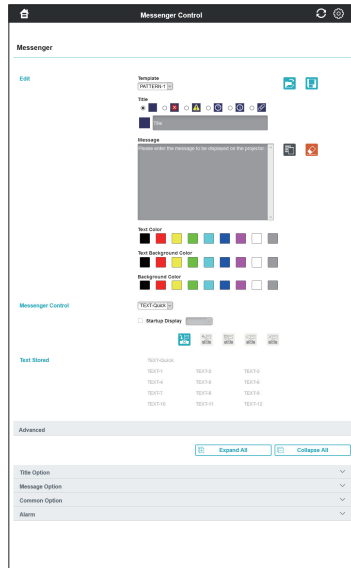 Messenger Control
Messenger
Edit
Template
PATTERN-1
Title
Title
Message
Please enter the message to be displayed on the projector.
Text Color
Text Background Color
Background Color
Messenger Control
TEXT-Quick
Startup Display
Text Stored
TEXT-Quick
TEXT-1 TEXT-2 TEXT-3
TEXT-4 TEXT-5 TEXT-6
TEXT-7 TEXT-8 TEXT-9
TEXT-10 TEXT-11 TEXT-12
Advanced
Expand All Collapse All
Title Option
Message Option
Common Option
Alarm